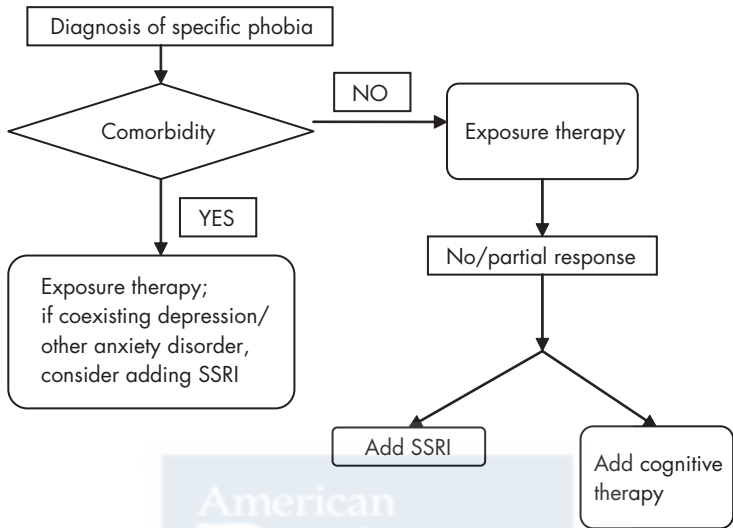 Diagnosis of specific phobia
Comorbidity
NO
Exposure therapy
YES
Exposure therapy;
if coexisting depression/
other anxiety disorder,
consider adding SSRI
No/partial response
Add SSRI
Add cognitive
therapy
American